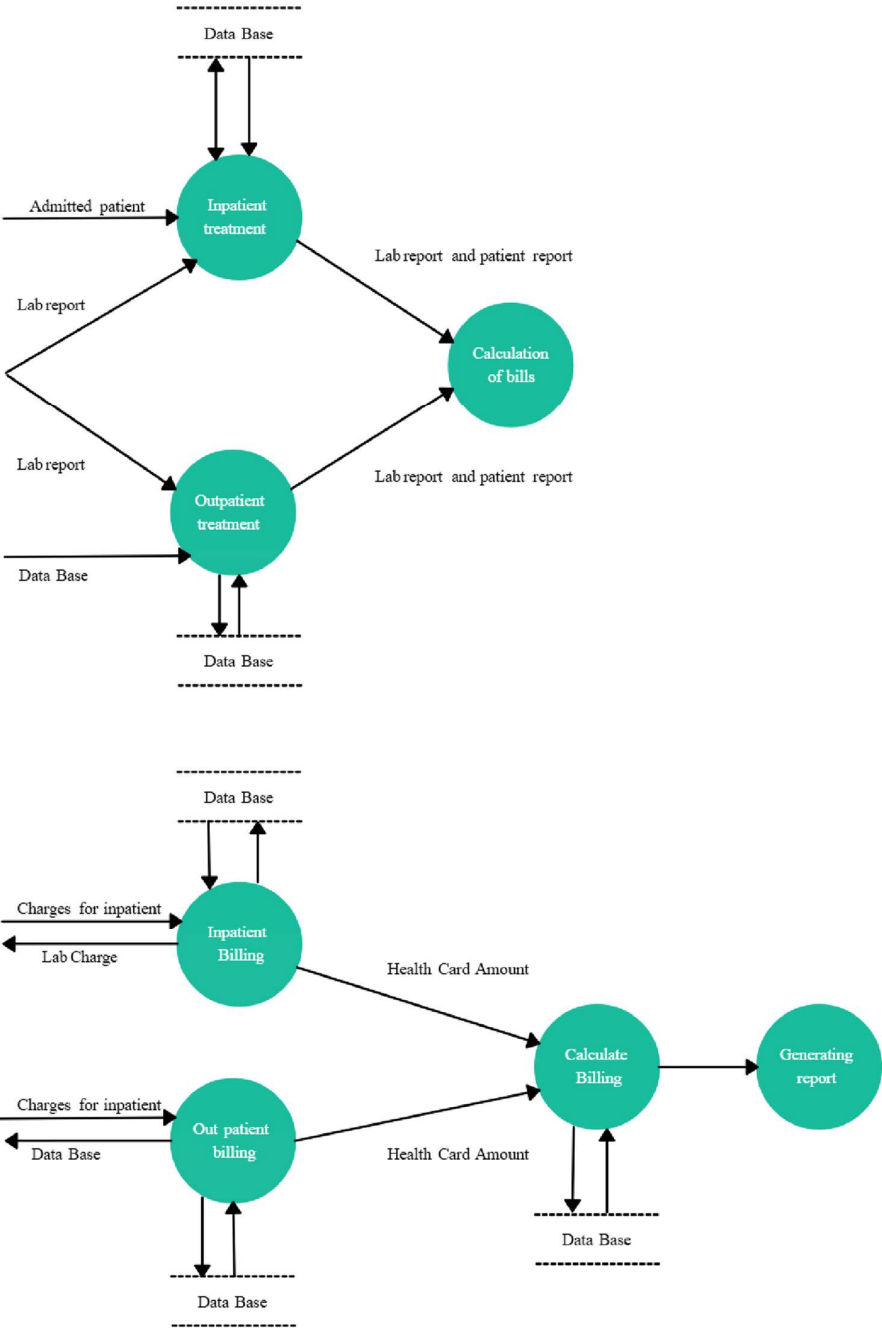 Data Base
Admitted patient
Inpatient
treatment
Lab report and patient report
Lab report
Calculation
of bills
Lab report
Lab report and patient report
Outpatient
treatment
Data Base
Data Base
Data Base
Charges for inpatient
Inpatient
Billing
Lab Charge
Health Card Amount
Calculate
Billing
Generating
report
Charges for inpatient
Out patient
billing
Data Base
Health Card Amount
Data Base
Data Base